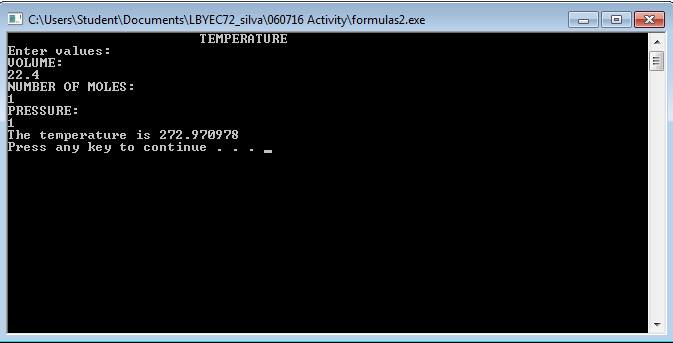 C:\Users\Student\Documents\LBYEC72_silva\060716 Activity\formulas2.exe
TEMPERATURE
Enter values:
VOLUME:
22.4
NUMBER OF MOLES:
1
PRESSURE:
1
The temperature is 272.970978
Press any key to continue . . . _